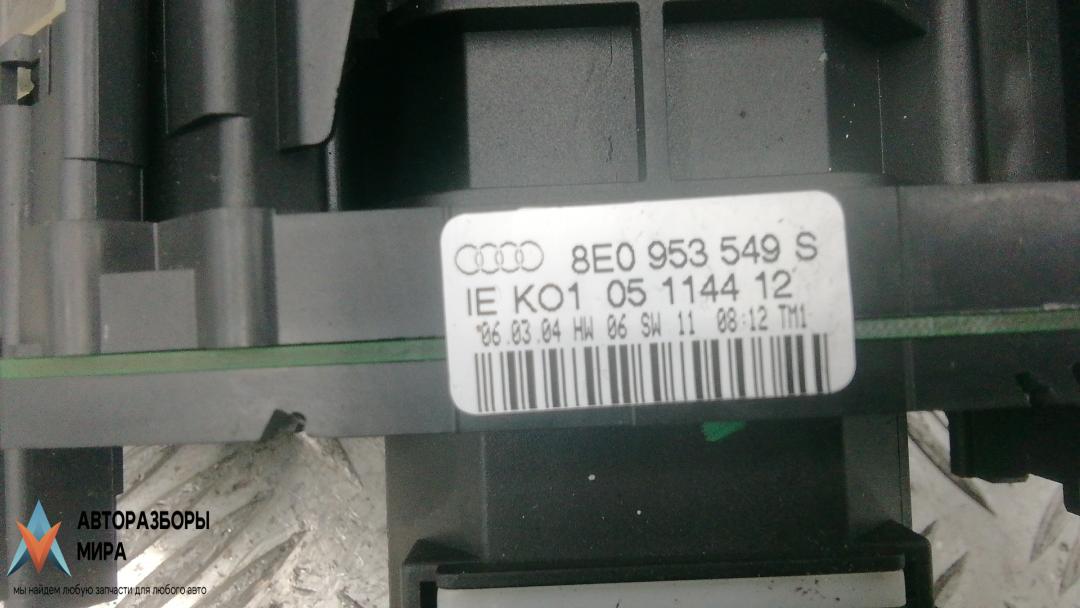 8E0 953 549 S
IE KO1 05 1144 12
06.03.04 HW 06 SW 11 08:12 TM1
АВТОРАЗБОРЫ
МИРА
мы найдем любую запчасти для любого авто